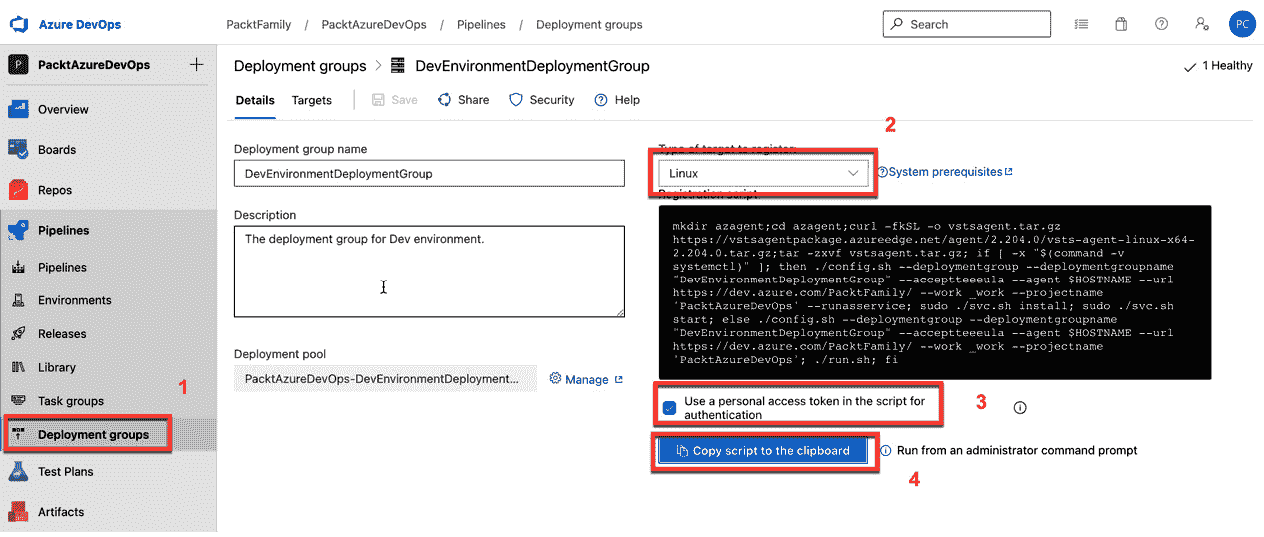 Azure DevOps
PacktFamily / PacktAzureDevOps / Pipelines / Deployment groups
Search
PC
P PacktAzureDevOps
Overview
Boards
Repos
Pipelines
Pipelines
Environments
Releases
Library
Task groups
1
Deployment groups
Test Plans
Artifacts
Deployment groups > DevEnvironmentDeploymentGroup
1 Healthy
Details Targets Save Share Security Help
Deployment group name
DevEnvironmentDeploymentGroup
Description
The deployment group for Dev environment.
Deployment pool
PacktAzureDevOps-DevEnvironmentDeployment...
Manage
2
Type of target to register:
Linux
System prerequisites
Registration script:
mkdir azagent;cd azagent;curl -fkSL -o vstsagent.tar.gz
https://vstsagentpackage.azureedge.net/agent/2.204.0/vsts-agent-linux-x64-
2.204.0.tar.gz;tar -zxvf vstsagent.tar.gz; if [ -x "$(command -v
systemctl)" ]; then ./config.sh --deploymentgroup --deploymentgroupname
"DevEnvironmentDeploymentGroup" --acceptteeeula --agent $HOSTNAME --url
https://dev.azure.com/PacktFamily/ --work _work --projectname
'PacktAzureDevOps' --runasservice; sudo ./svc.sh install; sudo ./svc.sh
start; else ./config.sh --deploymentgroup --deploymentgroupname
"DevEnvironmentDeploymentGroup" --acceptteeeula --agent $HOSTNAME --url
https://dev.azure.com/PacktFamily/ --work _work --projectname
'PacktAzureDevOps'; ./run.sh; fi
Use a personal access token in the script for
authentication
3
Copy script to the clipboard
Run from an administrator command prompt
4